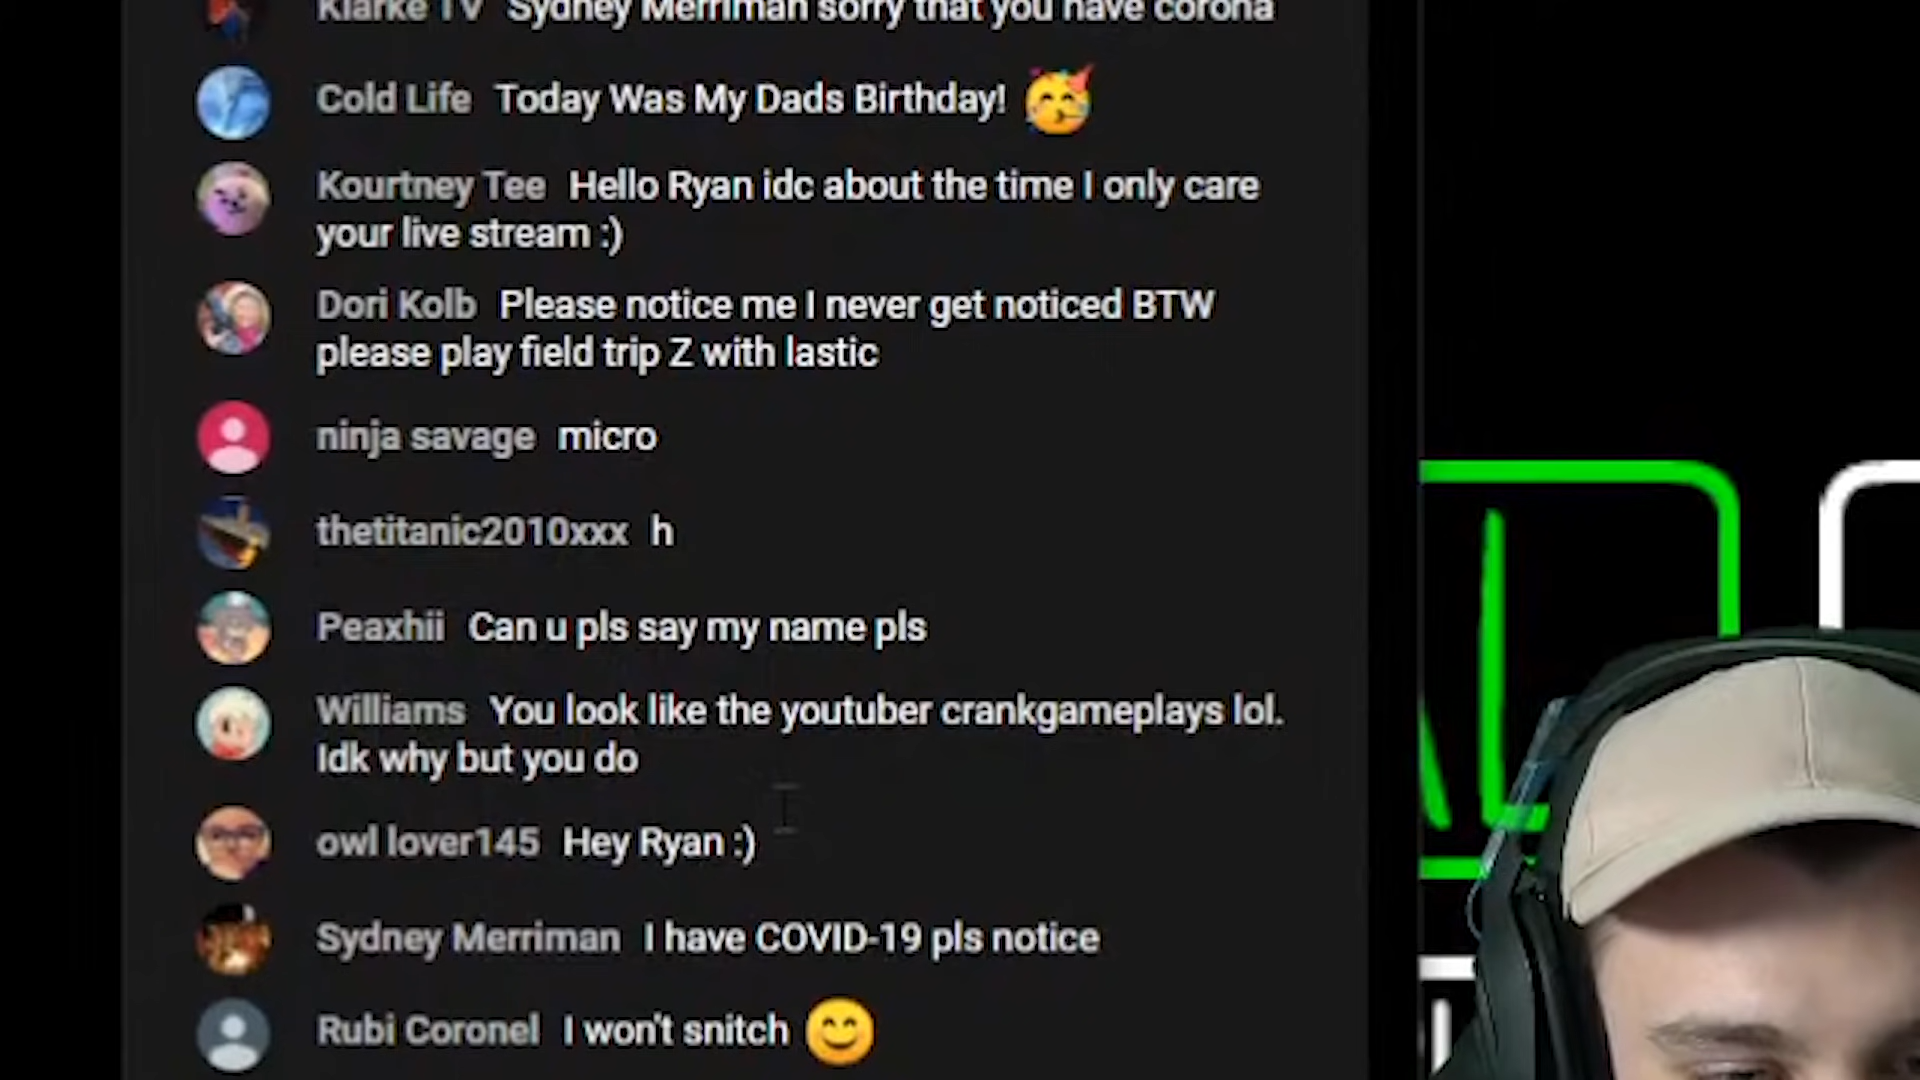 Klarke TV Sydney Merriman sorry that you have corona
Cold Life Today Was My Dads Birthday!
Kourtney Tee Hello Ryan idc about the time I only care
your live stream :)
Dori Kolb Please notice me I never get noticed BTW
please play field trip Z with lastic
ninja savage micro
thetitanic2010xxx h
Peaxhii Can u pls say my name pls
Williams You look like the youtuber crankgameplays lol.
Idk why but you do
owl lover145 Hey Ryan :)
Sydney Merriman I have COVID-19 pls notice
Rubi Coronel I won't snitch